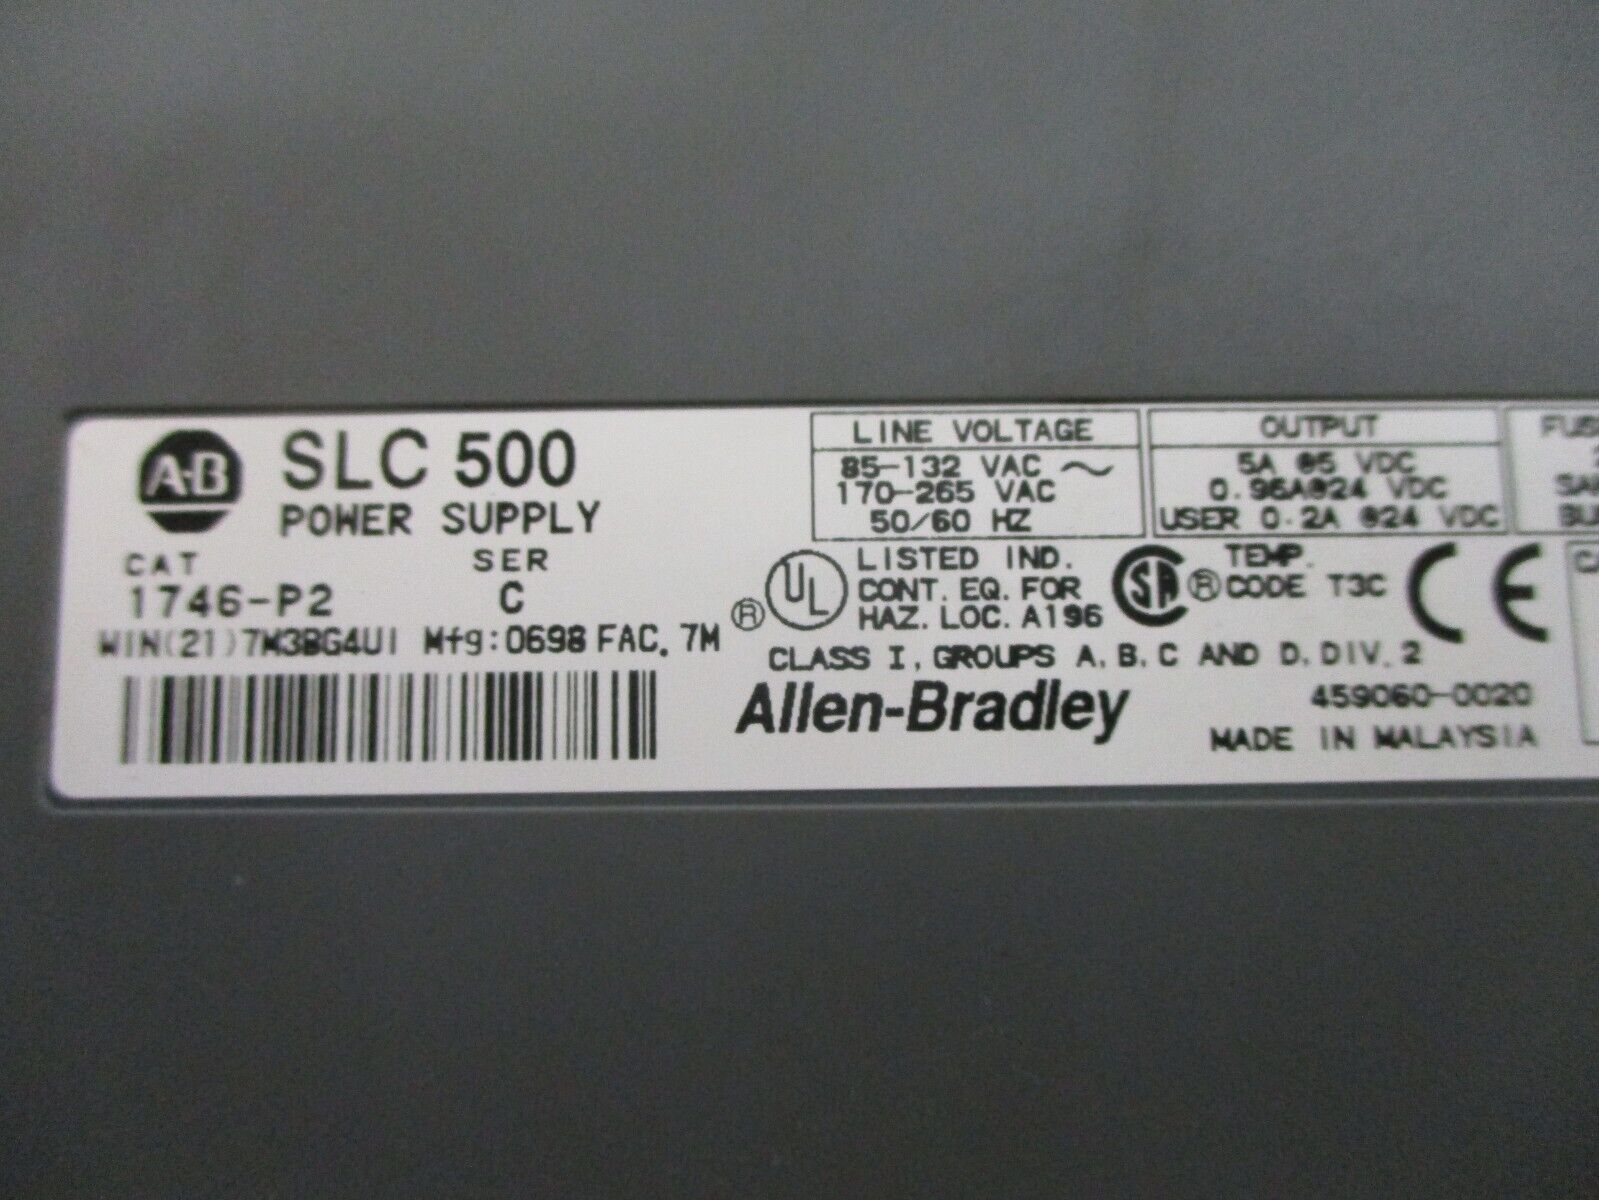 A-B SLC 500
POWER SUPPLY
CAT SER
1746-P2 C
WIN(21)7M3BG4UI Mfg:0698 FAC. 7M
LINE VOLTAGE
85-132 VAC ~
170-265 VAC
50/60 HZ
OUTPUT
5A @5 VDC
0.96A@24 VDC
USER 0.2A @24 VDC
® UL LISTED IND.
CONT. EQ. FOR
HAZ. LOC. A196
SA ® TEMP.
CODE T3C
CE
CLASS I, GROUPS A, B, C AND D, DIV. 2
Allen-Bradley
459060-0020
MADE IN MALAYSIA